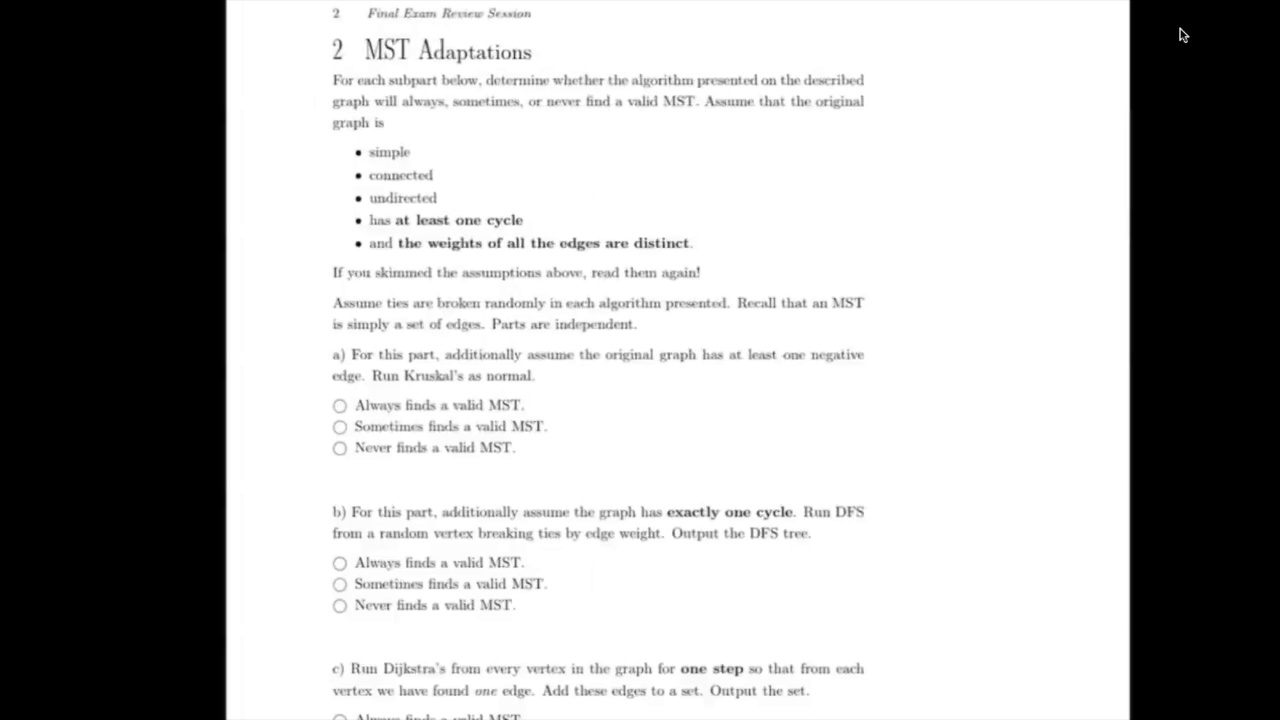 2 Final Exam Review Session
2 MST Adaptations
For each subpart below, determine whether the algorithm presented on the described
graph will always, sometimes, or never find a valid MST. Assume that the original
graph is
• simple
• connected
• undirected
• has at least one cycle
• and the weights of all the edges are distinct.
If you skimmed the assumptions above, read them again!
Assume ties are broken randomly in each algorithm presented. Recall that an MST
is simply a set of edges. Parts are independent.
a) For this part, additionally assume the original graph has at least one negative
edge. Run Kruskal's as normal.
Always finds a valid MST.
Sometimes finds a valid MST.
Never finds a valid MST.
b) For this part, additionally assume the graph has exactly one cycle. Run DFS
from a random vertex breaking ties by edge weight. Output the DFS tree.
Always finds a valid MST.
Sometimes finds a valid MST.
Never finds a valid MST.
c) Run Dijkstra's from every vertex in the graph for one step so that from each
vertex we have found one edge. Add these edges to a set. Output the set.
Always finds a valid MST.